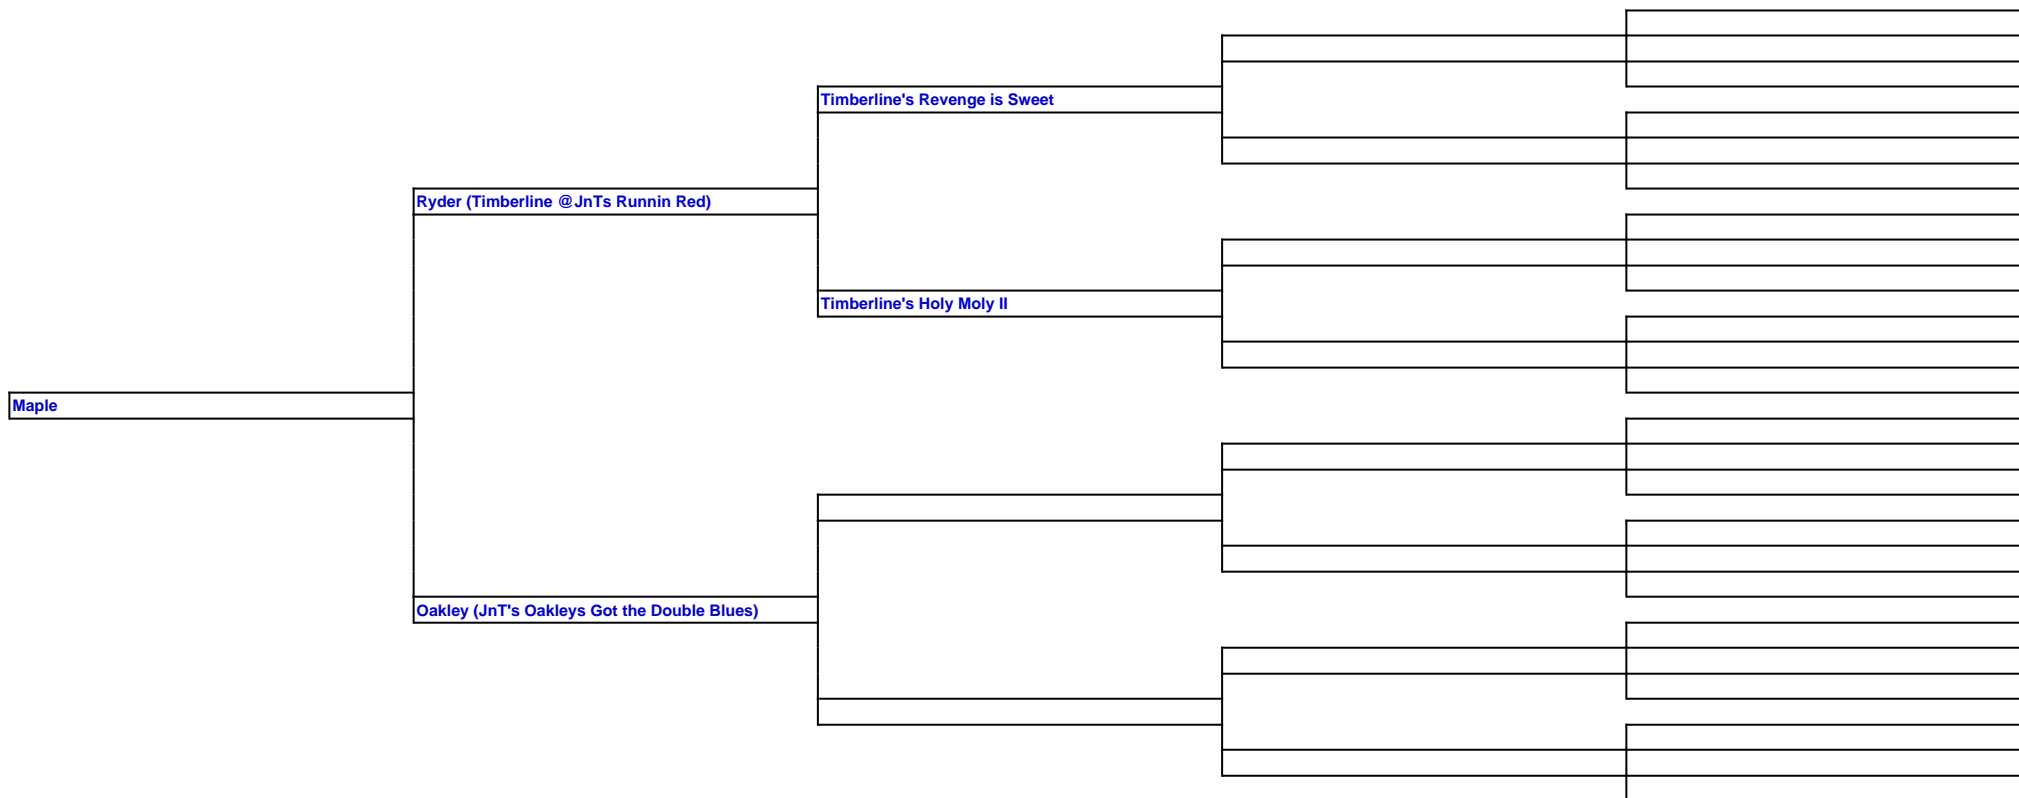 Timberline's Revenge is Sweet
Ryder (Timberline @JnTs Runnin Red)
Timberline's Holy Moly II
Maple
Oakley (JnT's Oakleys Got the Double Blues)